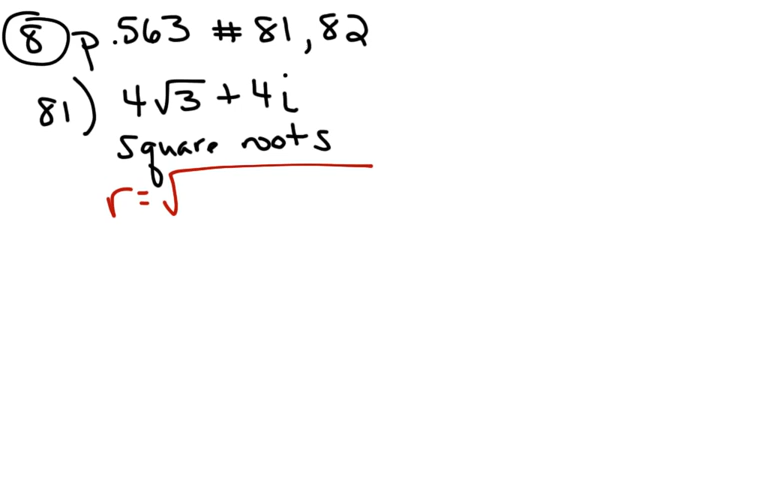 8 p.563 # 81, 82
81) 4√3 + 4i
square roots
r = √